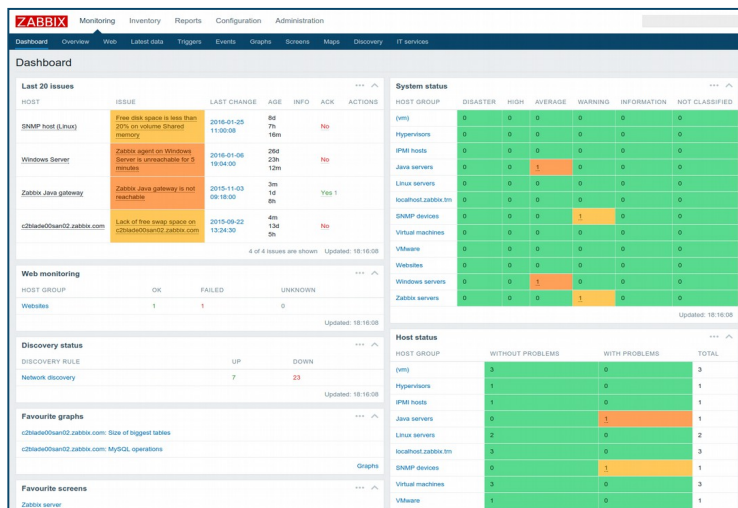 ZABBIX Monitoring Inventory Reports Configuration Administration
Dashboard Overview Web Latest data Triggers Events Graphs Screens Maps Discovery IT services
Dashboard
Last 20 issues
HOST ISSUE LAST CHANGE AGE INFO ACK ACTIONS
SNMP host (Linux) Free disk space is less than 20% on volume Shared memory 2016-01-25 11:00:08 8d 7h 16m No
Windows Server Zabbix agent on Windows Server is unreachable for 5 minutes 2016-01-06 19:04:00 26d 23h 12m No
Zabbix Java gateway Zabbix Java gateway is not reachable 2015-11-03 09:18:00 3m 1d 8h Yes 1
c2blade00san02.zabbix.com Lack of free swap space on c2blade00san02.zabbix.com 2015-09-22 13:24:30 4m 13d 5h No
4 of 4 issues are shown Updated: 18:16:08
Web monitoring
HOST GROUP OK FAILED UNKNOWN
Websites 1 1 0
Updated: 18:16:08
Discovery status
DISCOVERY RULE UP DOWN
Network discovery 7 23
Updated: 18:16:08
Favourite graphs
c2blade00san02.zabbix.com: Size of biggest tables
c2blade00san02.zabbix.com: MySQL operations
Graphs
Favourite screens
Zabbix server
System status
HOST GROUP DISASTER HIGH AVERAGE WARNING INFORMATION NOT CLASSIFIED
(vm) 0 0 0 0 0 0
Hypervisors 0 0 0 0 0 0
IPMI hosts 0 0 0 0 0 0
Java servers 0 0 1 0 0 0
Linux servers 0 0 0 0 0 0
localhost.zabbix.tm 0 0 0 0 0 0
SNMP devices 0 0 0 1 0 0
Virtual machines 0 0 0 0 0 0
VMware 0 0 0 0 0 0
Websites 0 0 0 0 0 0
Windows servers 0 0 1 0 0 0
Zabbix servers 0 0 0 1 0 0
Updated: 18:16:08
Host status
HOST GROUP WITHOUT PROBLEMS WITH PROBLEMS TOTAL
(vm) 3 0 3
Hypervisors 1 0 1
IPMI hosts 1 0 1
Java servers 0 1 1
Linux servers 2 0 2
localhost.zabbix.tm 3 0 3
SNMP devices 0 1 1
Virtual machines 3 0 3
VMware 1 0 1